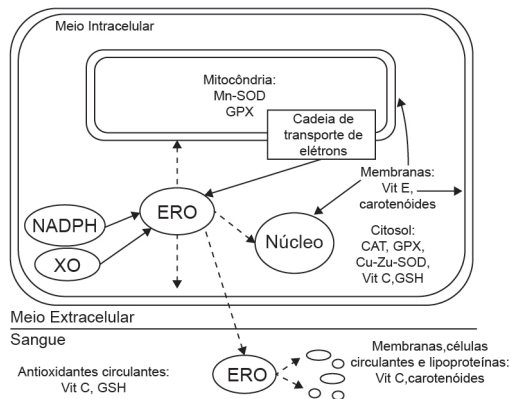 Meio Intracelular
Mitocôndria:
Mn-SOD
GPX
Cadeia de
transporte de
elétrons
Membranas:
Vit E,
carotenóides
ERO
NADPH
XO
Núcleo
Citosol:
CAT, GPX,
Cu-Zu-SOD,
Vit C,GSH
Meio Extracelular
Sangue
Antioxidantes circulantes:
Vit C, GSH
ERO
Membranas,células
circulantes e lipoproteínas:
Vit C,carotenóides